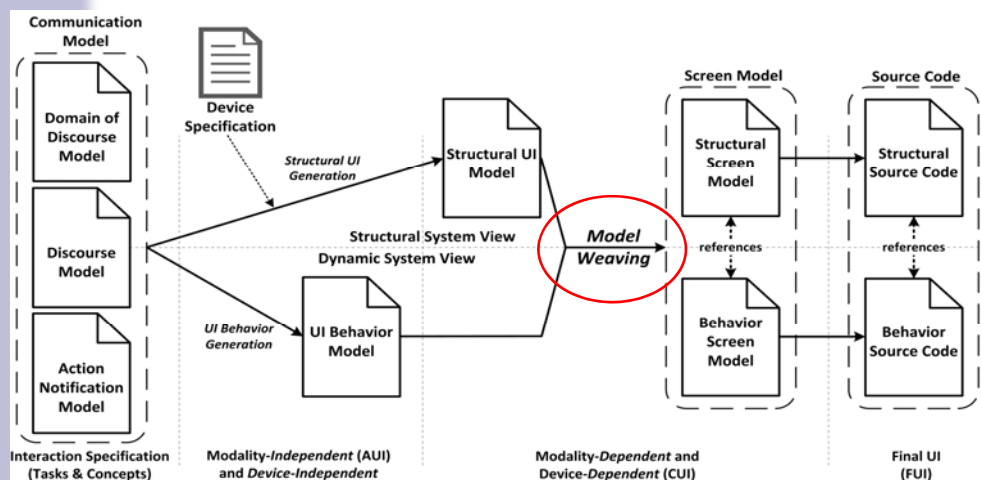 Communication
Model
Domain of
Discourse
Model
Discourse
Model
Action
Notification
Model
Interaction Specification
(Tasks & Concepts)
Device
Specification
Structural UI
Generation
UI Behavior
Generation
Structural UI
Model
Structural System View
Dynamic System View
UI Behavior
Model
Modality-Independent (AUI)
and Device-Independent
Model
Weaving
Screen Model
Structural
Screen
Model
references
Behavior
Screen
Model
Modality-Dependent and
Device-Dependent (CUI)
Source Code
Structural
Source Code
references
Behavior
Source Code
Final UI
(FUI)